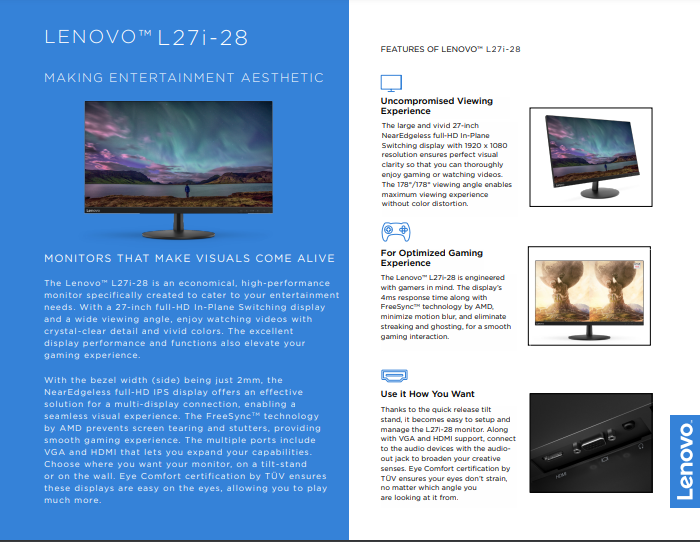 LENOVO™ L27i-28
MAKING ENTERTAINMENT AESTHETIC
MONITORS THAT MAKE VISUALS COME ALIVE
The Lenovo™ L27i-28 is an economical, high-performance
monitor specifically created to cater to your entertainment
needs. With a 27-inch full-HD In-Plane Switching display
and a wide viewing angle, enjoy watching videos with
crystal-clear detail and vivid colors. The excellent
display performance and functions also elevate your
gaming experience.
With the bezel width (side) being just 2mm, the
NearEdgeless full-HD IPS display offers an effective
solution for a multi-display connection, enabling a
seamless visual experience. The FreeSync™ technology
by AMD prevents screen tearing and stutters, providing
smooth gaming experience. The multiple ports include
VGA and HDMI that lets you expand your capabilities.
Choose where you want your monitor, on a tilt-stand
or on the wall. Eye Comfort certification by TÜV ensures
these displays are easy on the eyes, allowing you to play
much more.
FEATURES OF LENOVO™ L27i-28
Uncompromised Viewing
Experience
The large and vivid 27-inch
NearEdgeless full-HD In-Plane
Switching display with 1920 x 1080
resolution ensures perfect visual
clarity so that you can thoroughly
enjoy gaming or watching videos.
The 178°/178° viewing angle enables
maximum viewing experience
without color distortion.
For Optimized Gaming
Experience
The Lenovo™ L27i-28 is engineered
with gamers in mind. The display's
4ms response time along with
FreeSync™ technology by AMD,
minimize motion blur, and eliminate
streaking and ghosting, for a smooth
gaming interaction.
Use it How You Want
Thanks to the quick release tilt
stand, it becomes easy to setup and
manage the L27i-28 monitor. Along
with VGA and HDMI support, connect
to the audio devices with the audio-
out jack to broaden your creative
senses. Eye Comfort certification by
TÜV ensures your eyes don't strain,
no matter which angle you
are looking at it from.
HDMI
Lenovo